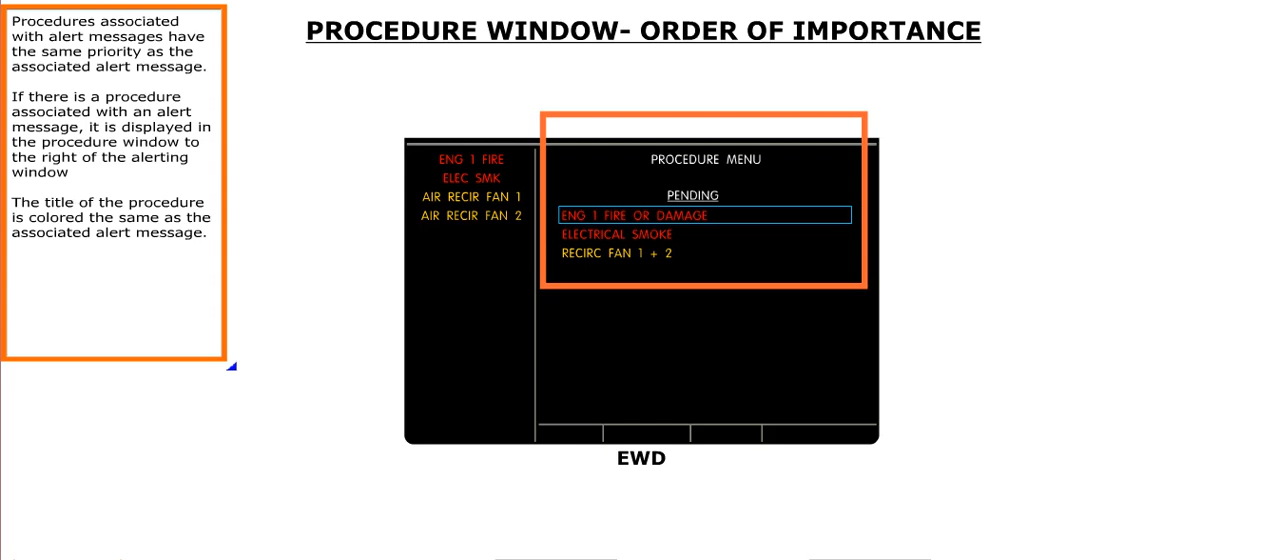 Procedures associated
with alert messages have
the same priority as the
associated alert message.
If there is a procedure
associated with an alert
message, it is displayed in
the procedure window to
the right of the alerting
window
The title of the procedure
is colored the same as the
associated alert message.
PROCEDURE WINDOW- ORDER OF IMPORTANCE
ENG 1 FIRE
ELEC SMK
AIR RECIR FAN 1
AIR RECIR FAN 2
PROCEDURE MENU
PENDING
ENG 1 FIRE OR DAMAGE
ELECTRICAL SMOKE
RECIRC FAN 1 + 2
EWD